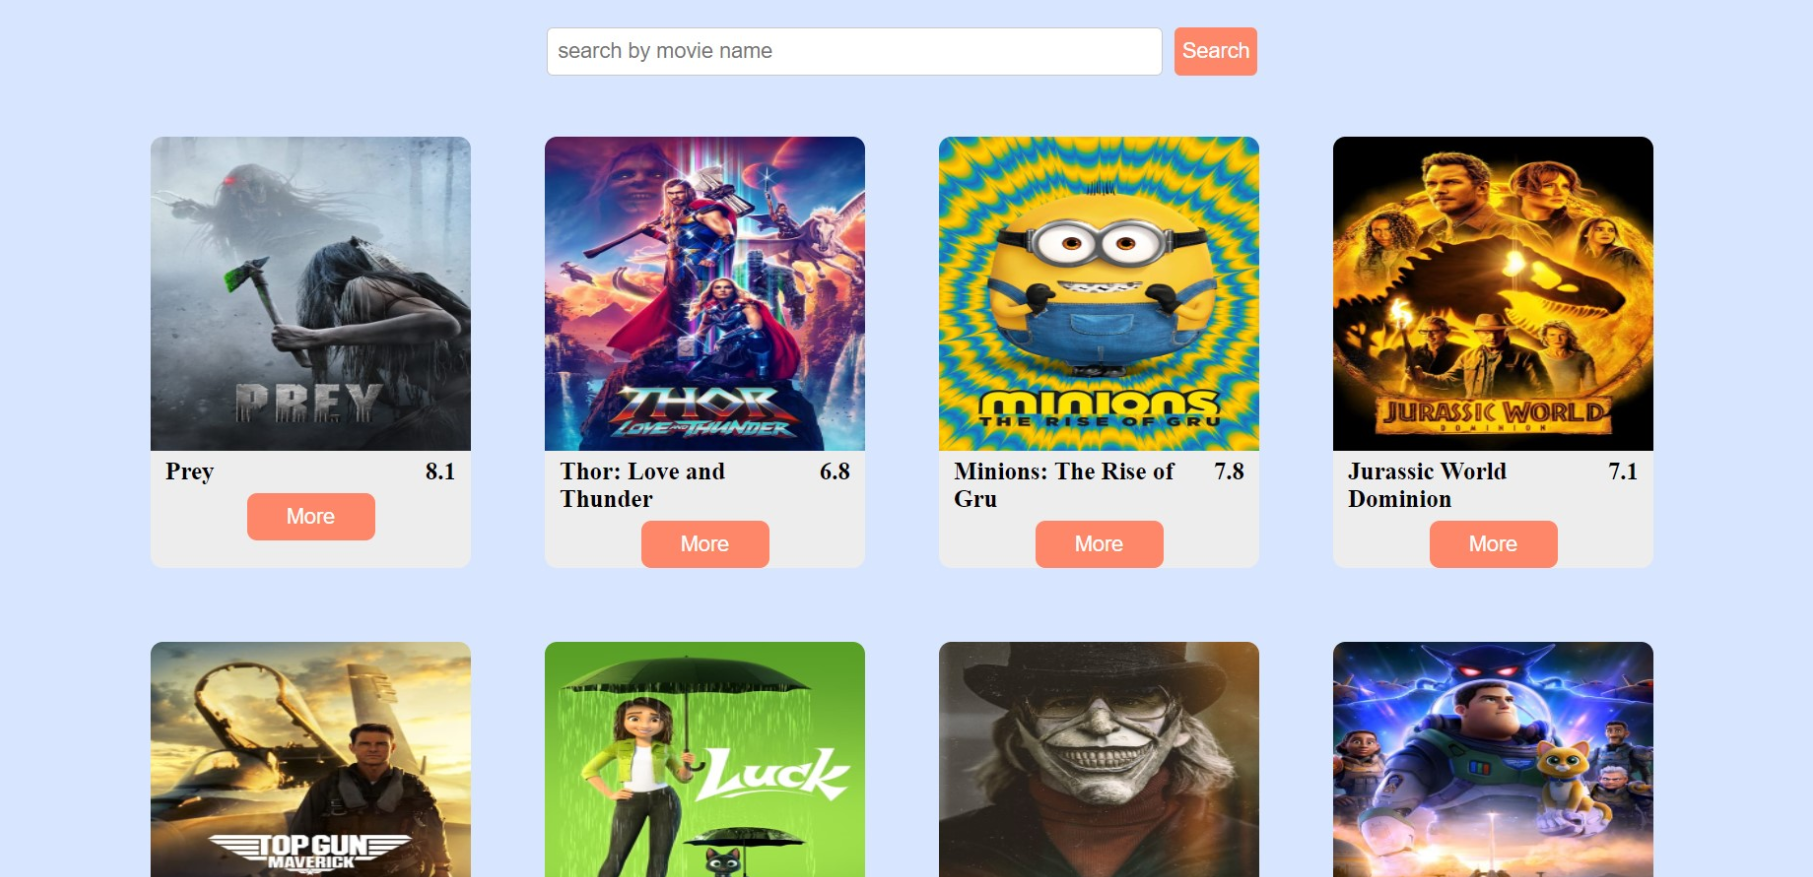 search by movie name Search
PREY
THOR
LOVE AND THUNDER
MINIONS
THE RISE OF GRU
JURASSIC WORLD
DOMINION
Prey 8.1
More
Thor: Love and 6.8
Thunder
More
Minions: The Rise of 7.8
Gru
More
Jurassic World 7.1
Dominion
More
TOP GUN
MAVERICK
Luck